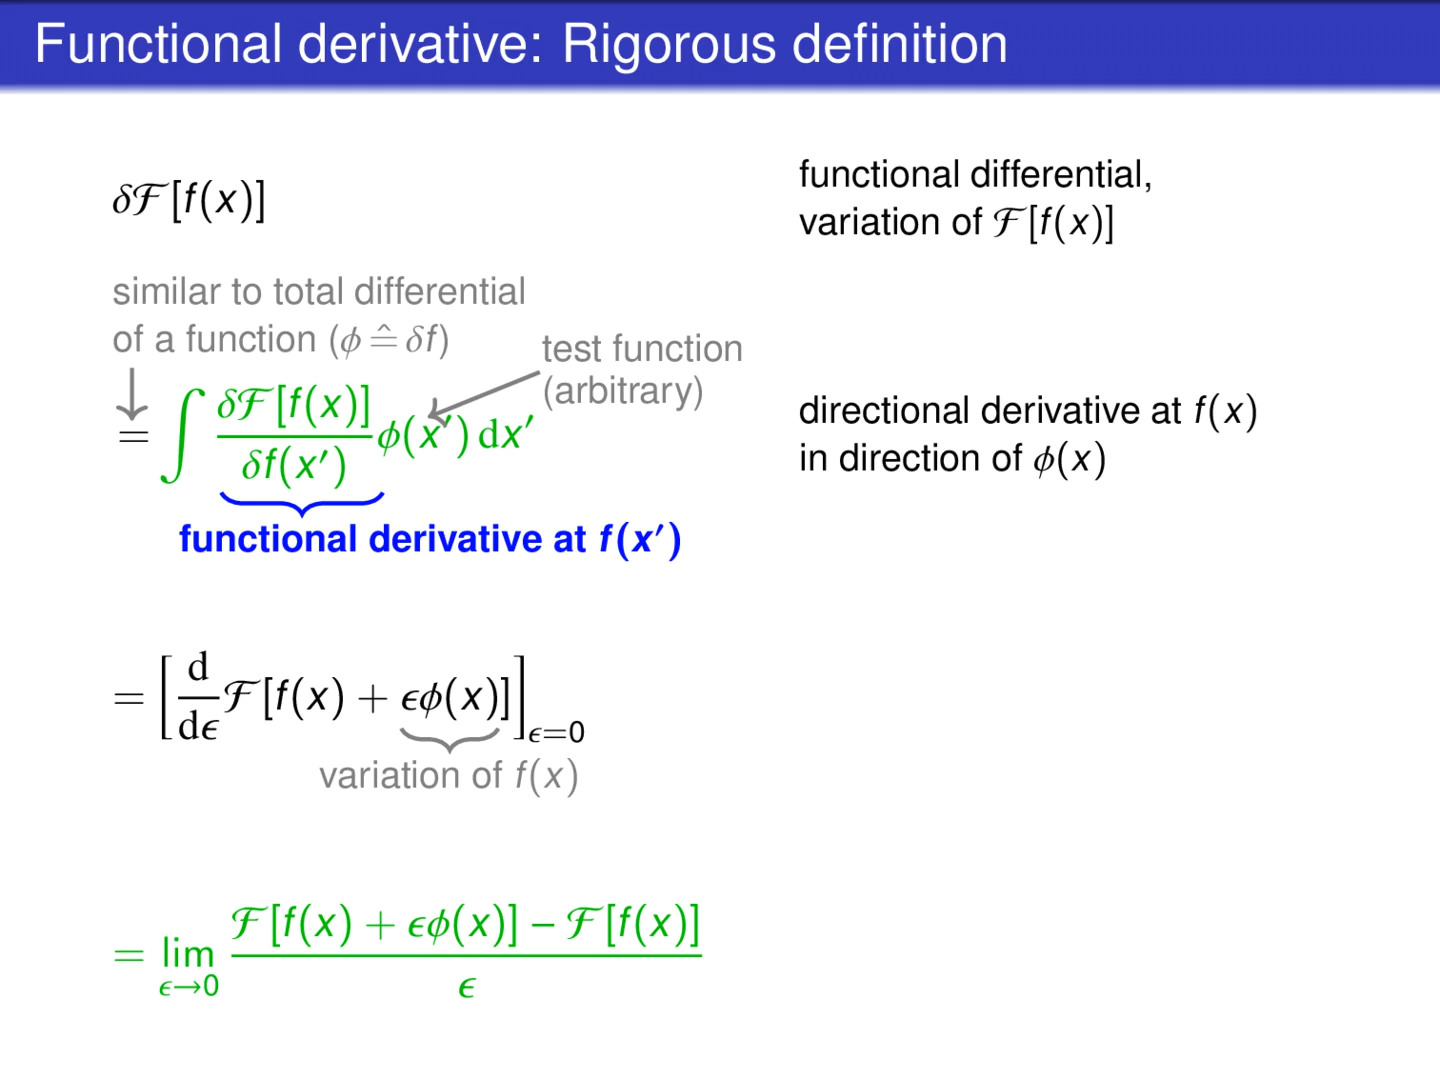 Functional derivative: Rigorous definition
δℱ[f(x)]
functional differential,
variation of ℱ[f(x)]
similar to total differential
of a function (ϕ ≙ δf)
test function
(arbitrary)
= ∫ δℱ[f(x)] / δf(x′) ϕ(x′) dx′
directional derivative at f(x)
in direction of ϕ(x)
functional derivative at f(x′)
= [ d/dϵ ℱ[f(x) + ϵϕ(x)] ]ϵ=0
variation of f(x)
= lim ϵ→0 ℱ[f(x) + ϵϕ(x)] − ℱ[f(x)] / ϵ